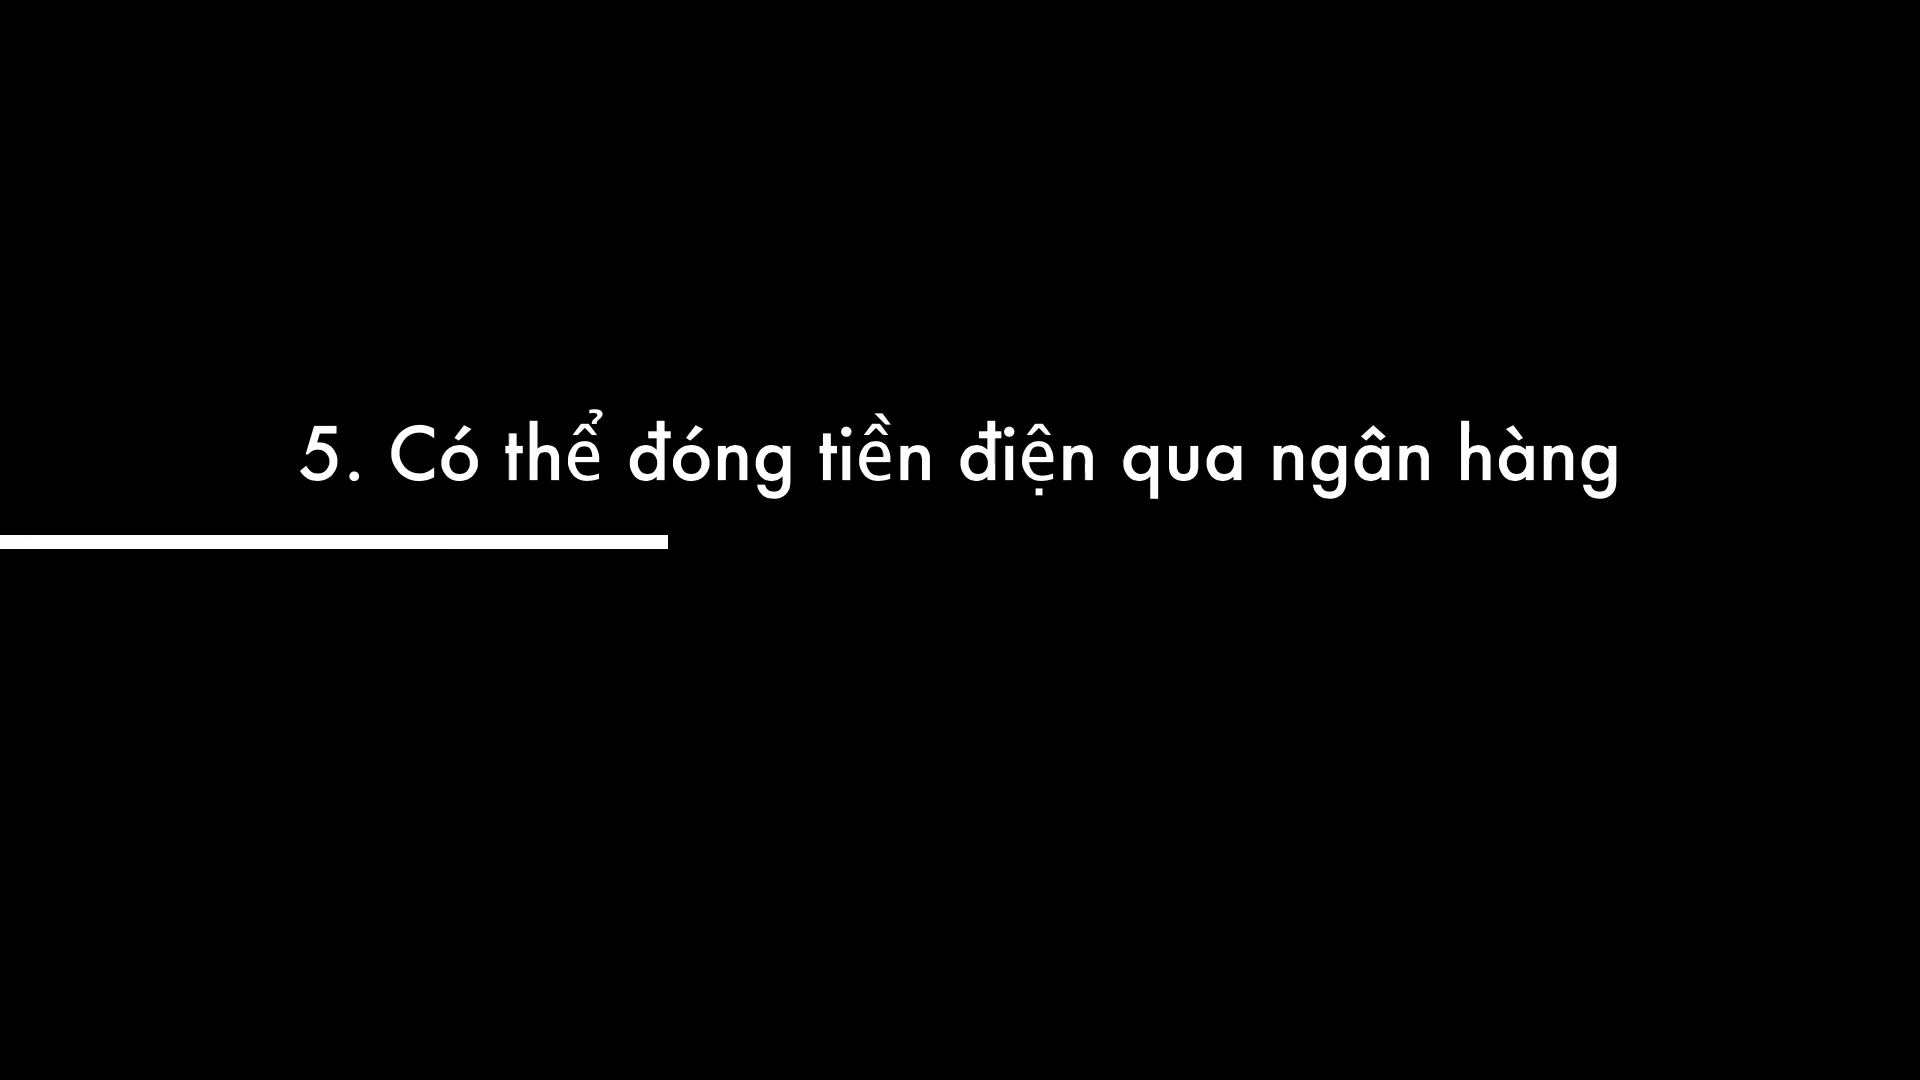 5. Có thể đóng tiền điện qua ngân hàng